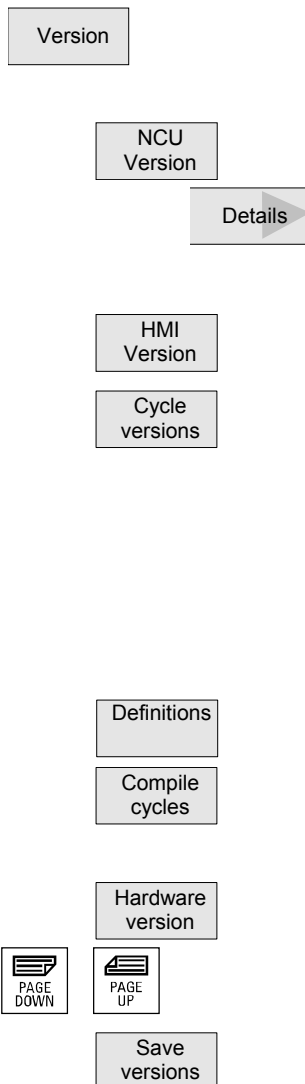 Version
NCU
Version
Details
HMI
Version
Cycle
versions
Definitions
Compile
cycles
Hardware
version
PAGE
DOWN
PAGE
UP
Save
versions